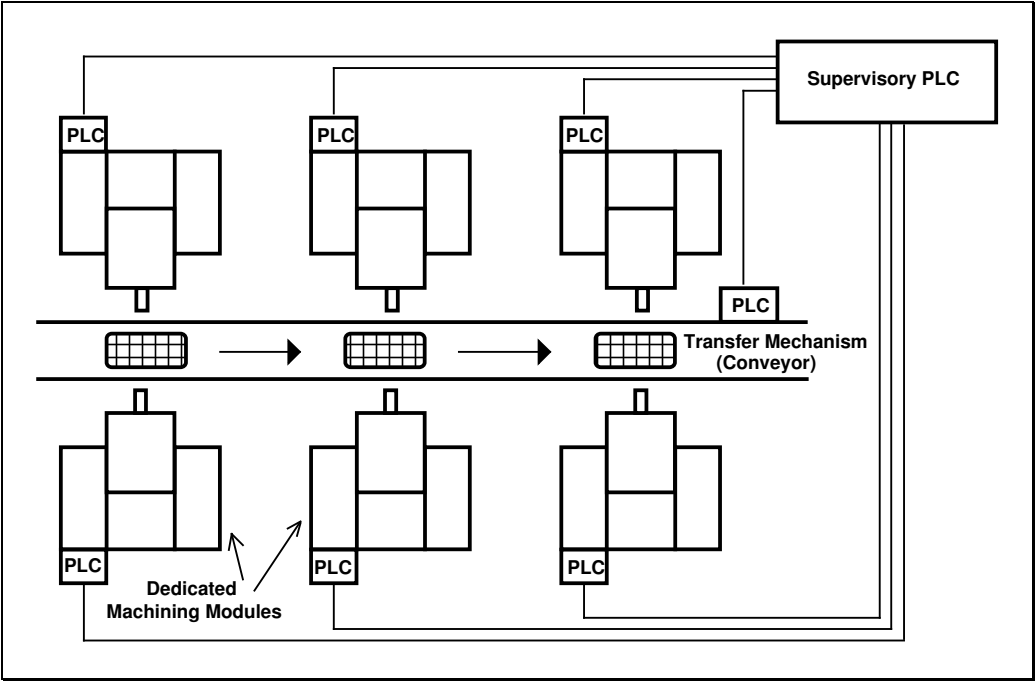 Supervisory PLC
PLC
PLC
PLC
PLC
Transfer Mechanism
(Conveyor)
PLC
PLC
PLC
Dedicated
Machining Modules